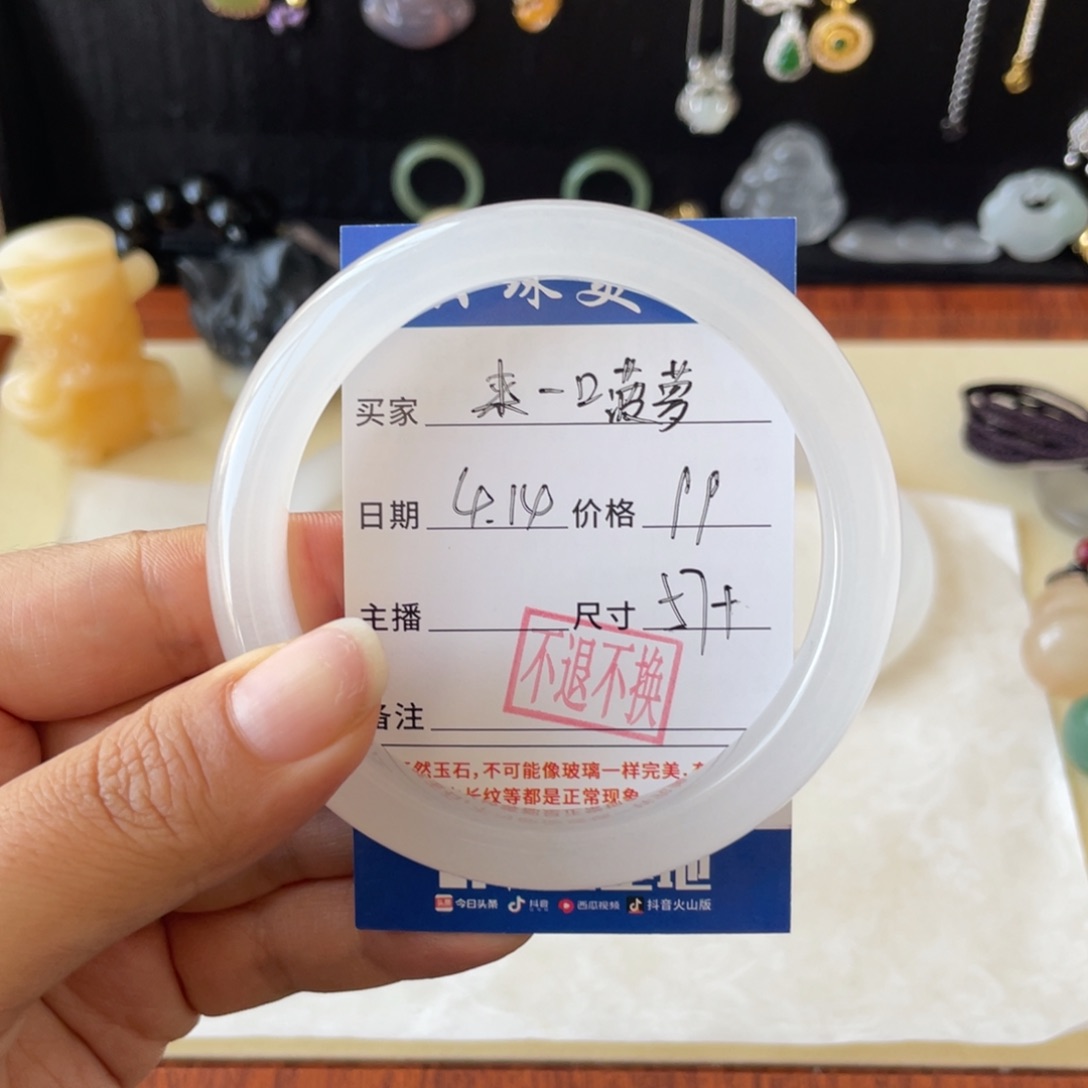 珠宝
买家 来一口菠萝
日期 4.14 价格 99
主播 尺寸 57+
不退不换
备注
然玉石,不可能像玻璃一样完美.
长纹等都是正常现象
今日头条 抖音 西瓜视频 抖音火山版